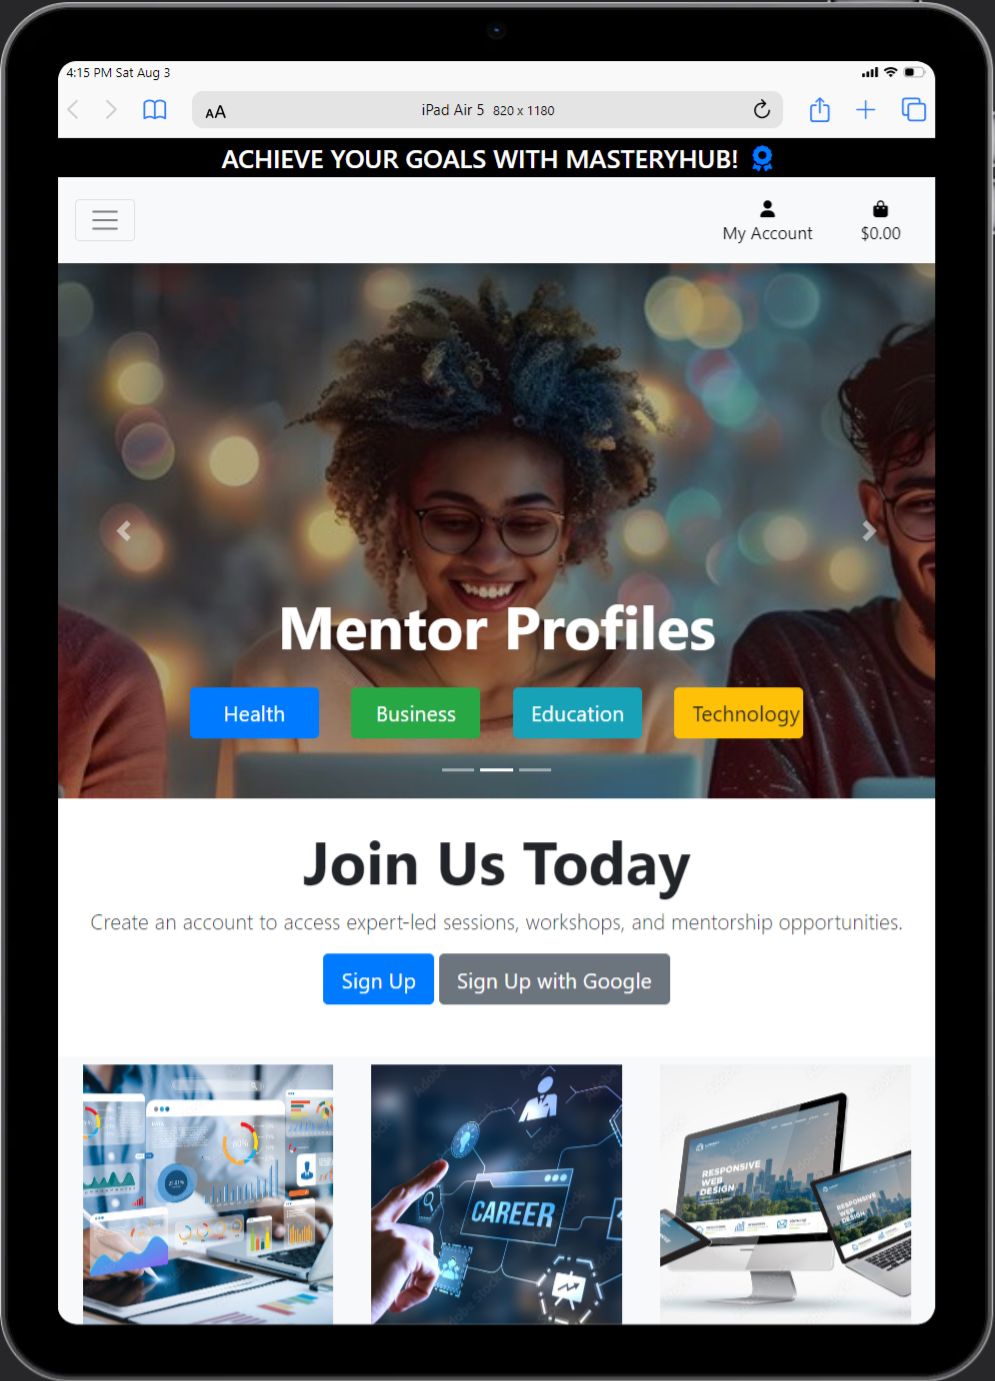 4:15 PM Sat Aug 3
AA
iPad Air 5 820 x 1180
ACHIEVE YOUR GOALS WITH MASTERYHUB!
My Account
$0.00
Mentor Profiles
Health
Business
Education
Technology
Join Us Today
Create an account to access expert-led sessions, workshops, and mentorship opportunities.
Sign Up
Sign Up with Google
CAREER
RESPONSIVE
WEB
DESIGN
RESPONSIVE
WEB
DESIGN
Adobe Stock